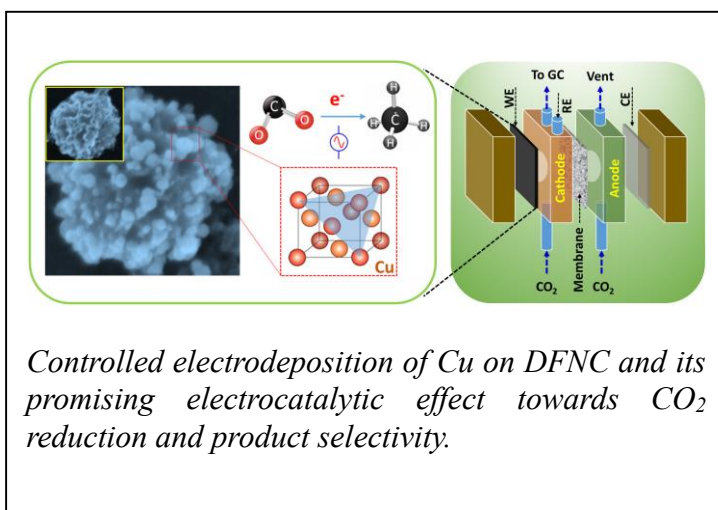 To GC
Vent
WE
RE
CE
C
O
O
e-
H
C
H
H
H
Cathode
Anode
Cu
CO2
Membrane
CO2
Controlled electrodeposition of Cu on DFNC and its
promising electrocatalytic effect towards CO2
reduction and product selectivity.